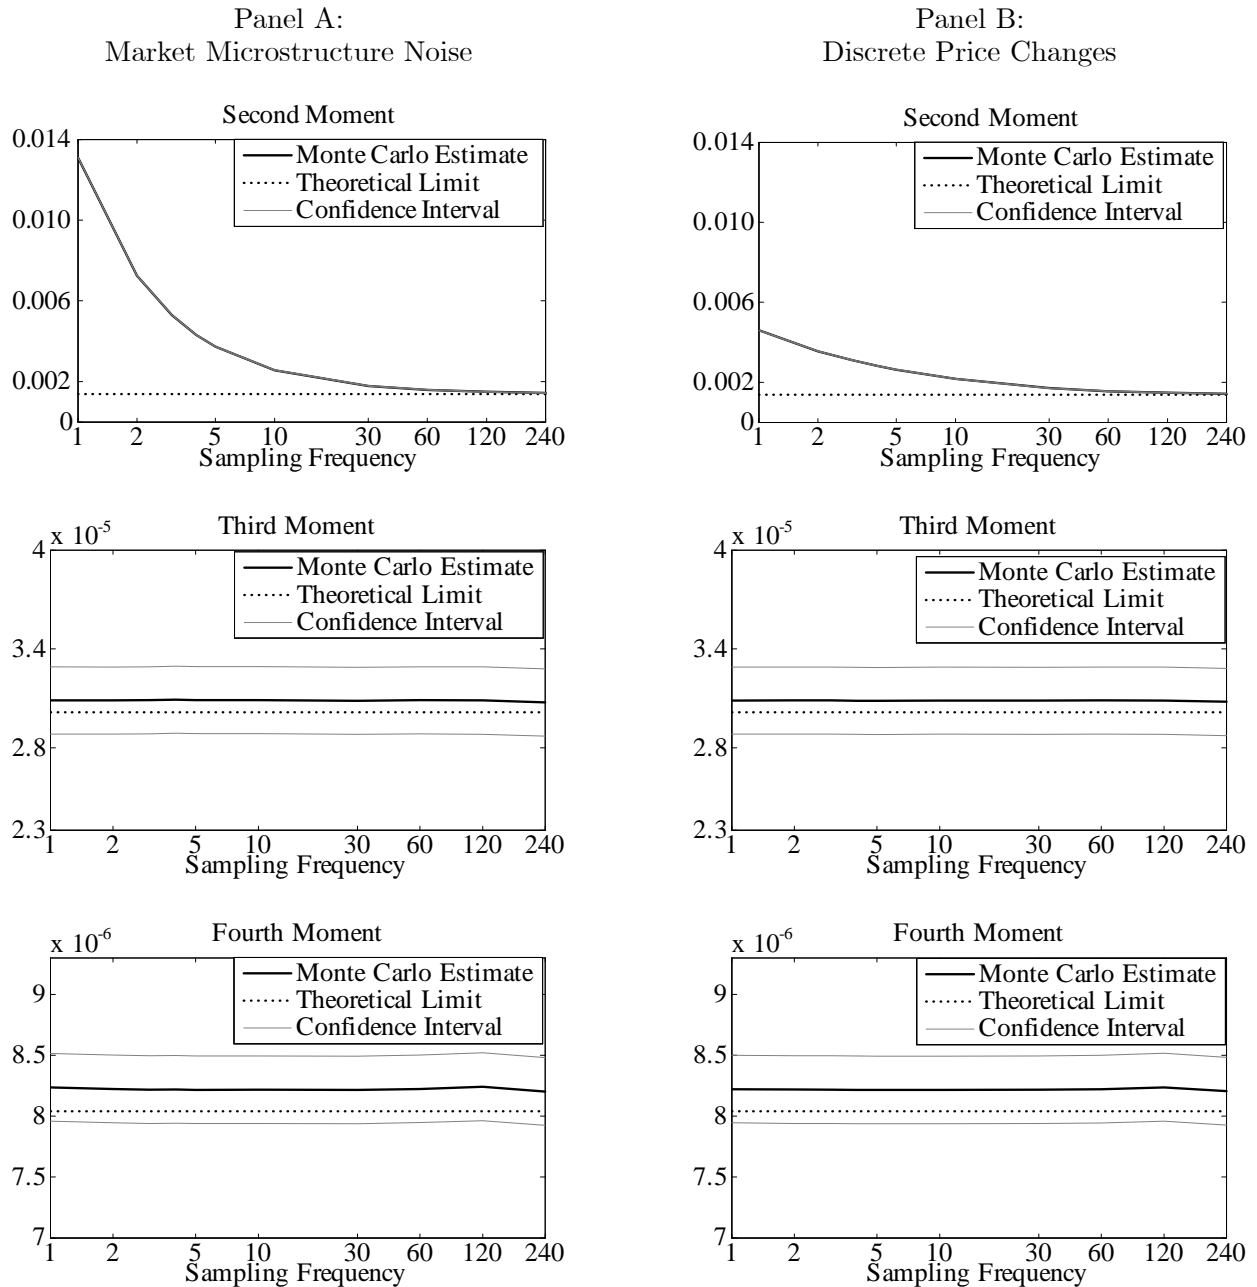 Panel A:
Market Microstructure Noise
Panel B:
Discrete Price Changes
Second Moment
0.014
0.010
0.006
0.002
0
Monte Carlo Estimate
Theoretical Limit
Confidence Interval
1 2 5 10 30 60 120 240
Sampling Frequency
Second Moment
0.014
0.010
0.006
0.002
0
Monte Carlo Estimate
Theoretical Limit
Confidence Interval
1 2 5 10 30 60 120 240
Sampling Frequency
x 10^-5
Third Moment
4
3.4
2.8
2.3
Monte Carlo Estimate
Theoretical Limit
Confidence Interval
1 2 5 10 30 60 120 240
Sampling Frequency
x 10^-5
Third Moment
4
3.4
2.8
2.3
Monte Carlo Estimate
Theoretical Limit
Confidence Interval
1 2 5 10 30 60 120 240
Sampling Frequency
x 10^-6
Fourth Moment
9
8.5
8
7.5
7
Monte Carlo Estimate
Theoretical Limit
Confidence Interval
1 2 5 10 30 60 120 240
Sampling Frequency
x 10^-6
Fourth Moment
9
8.5
8
7.5
7
Monte Carlo Estimate
Theoretical Limit
Confidence Interval
1 2 5 10 30 60 120 240
Sampling Frequency